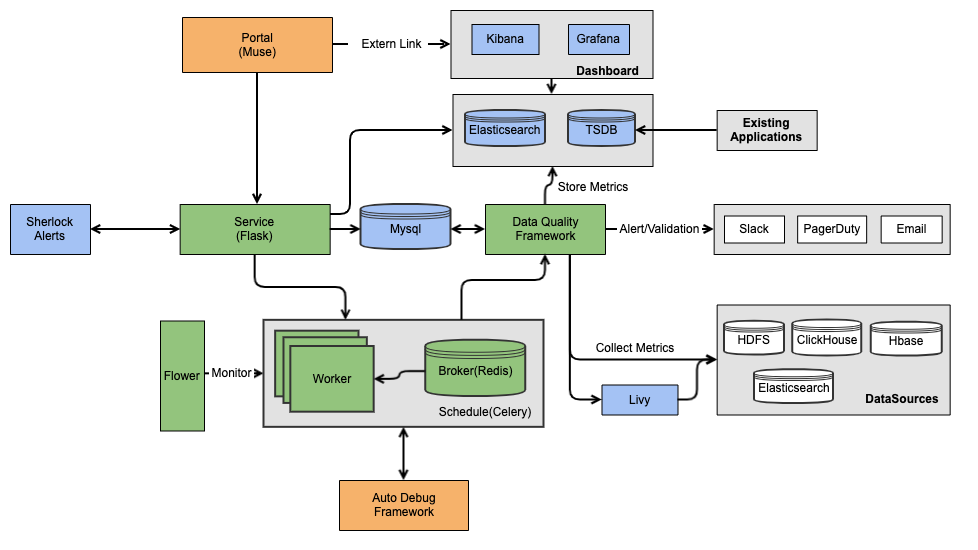 Portal
(Muse)
Extern Link
Kibana
Grafana
Dashboard
Elasticsearch
TSDB
Existing
Applications
Store Metrics
Sherlock
Alerts
Service
(Flask)
Mysql
Data Quality
Framework
Alert/Validation
Slack
PagerDuty
Email
Flower
Monitor
Worker
Broker(Redis)
Schedule(Celery)
Collect Metrics
Livy
HDFS
ClickHouse
Hbase
Elasticsearch
DataSources
Auto Debug
Framework